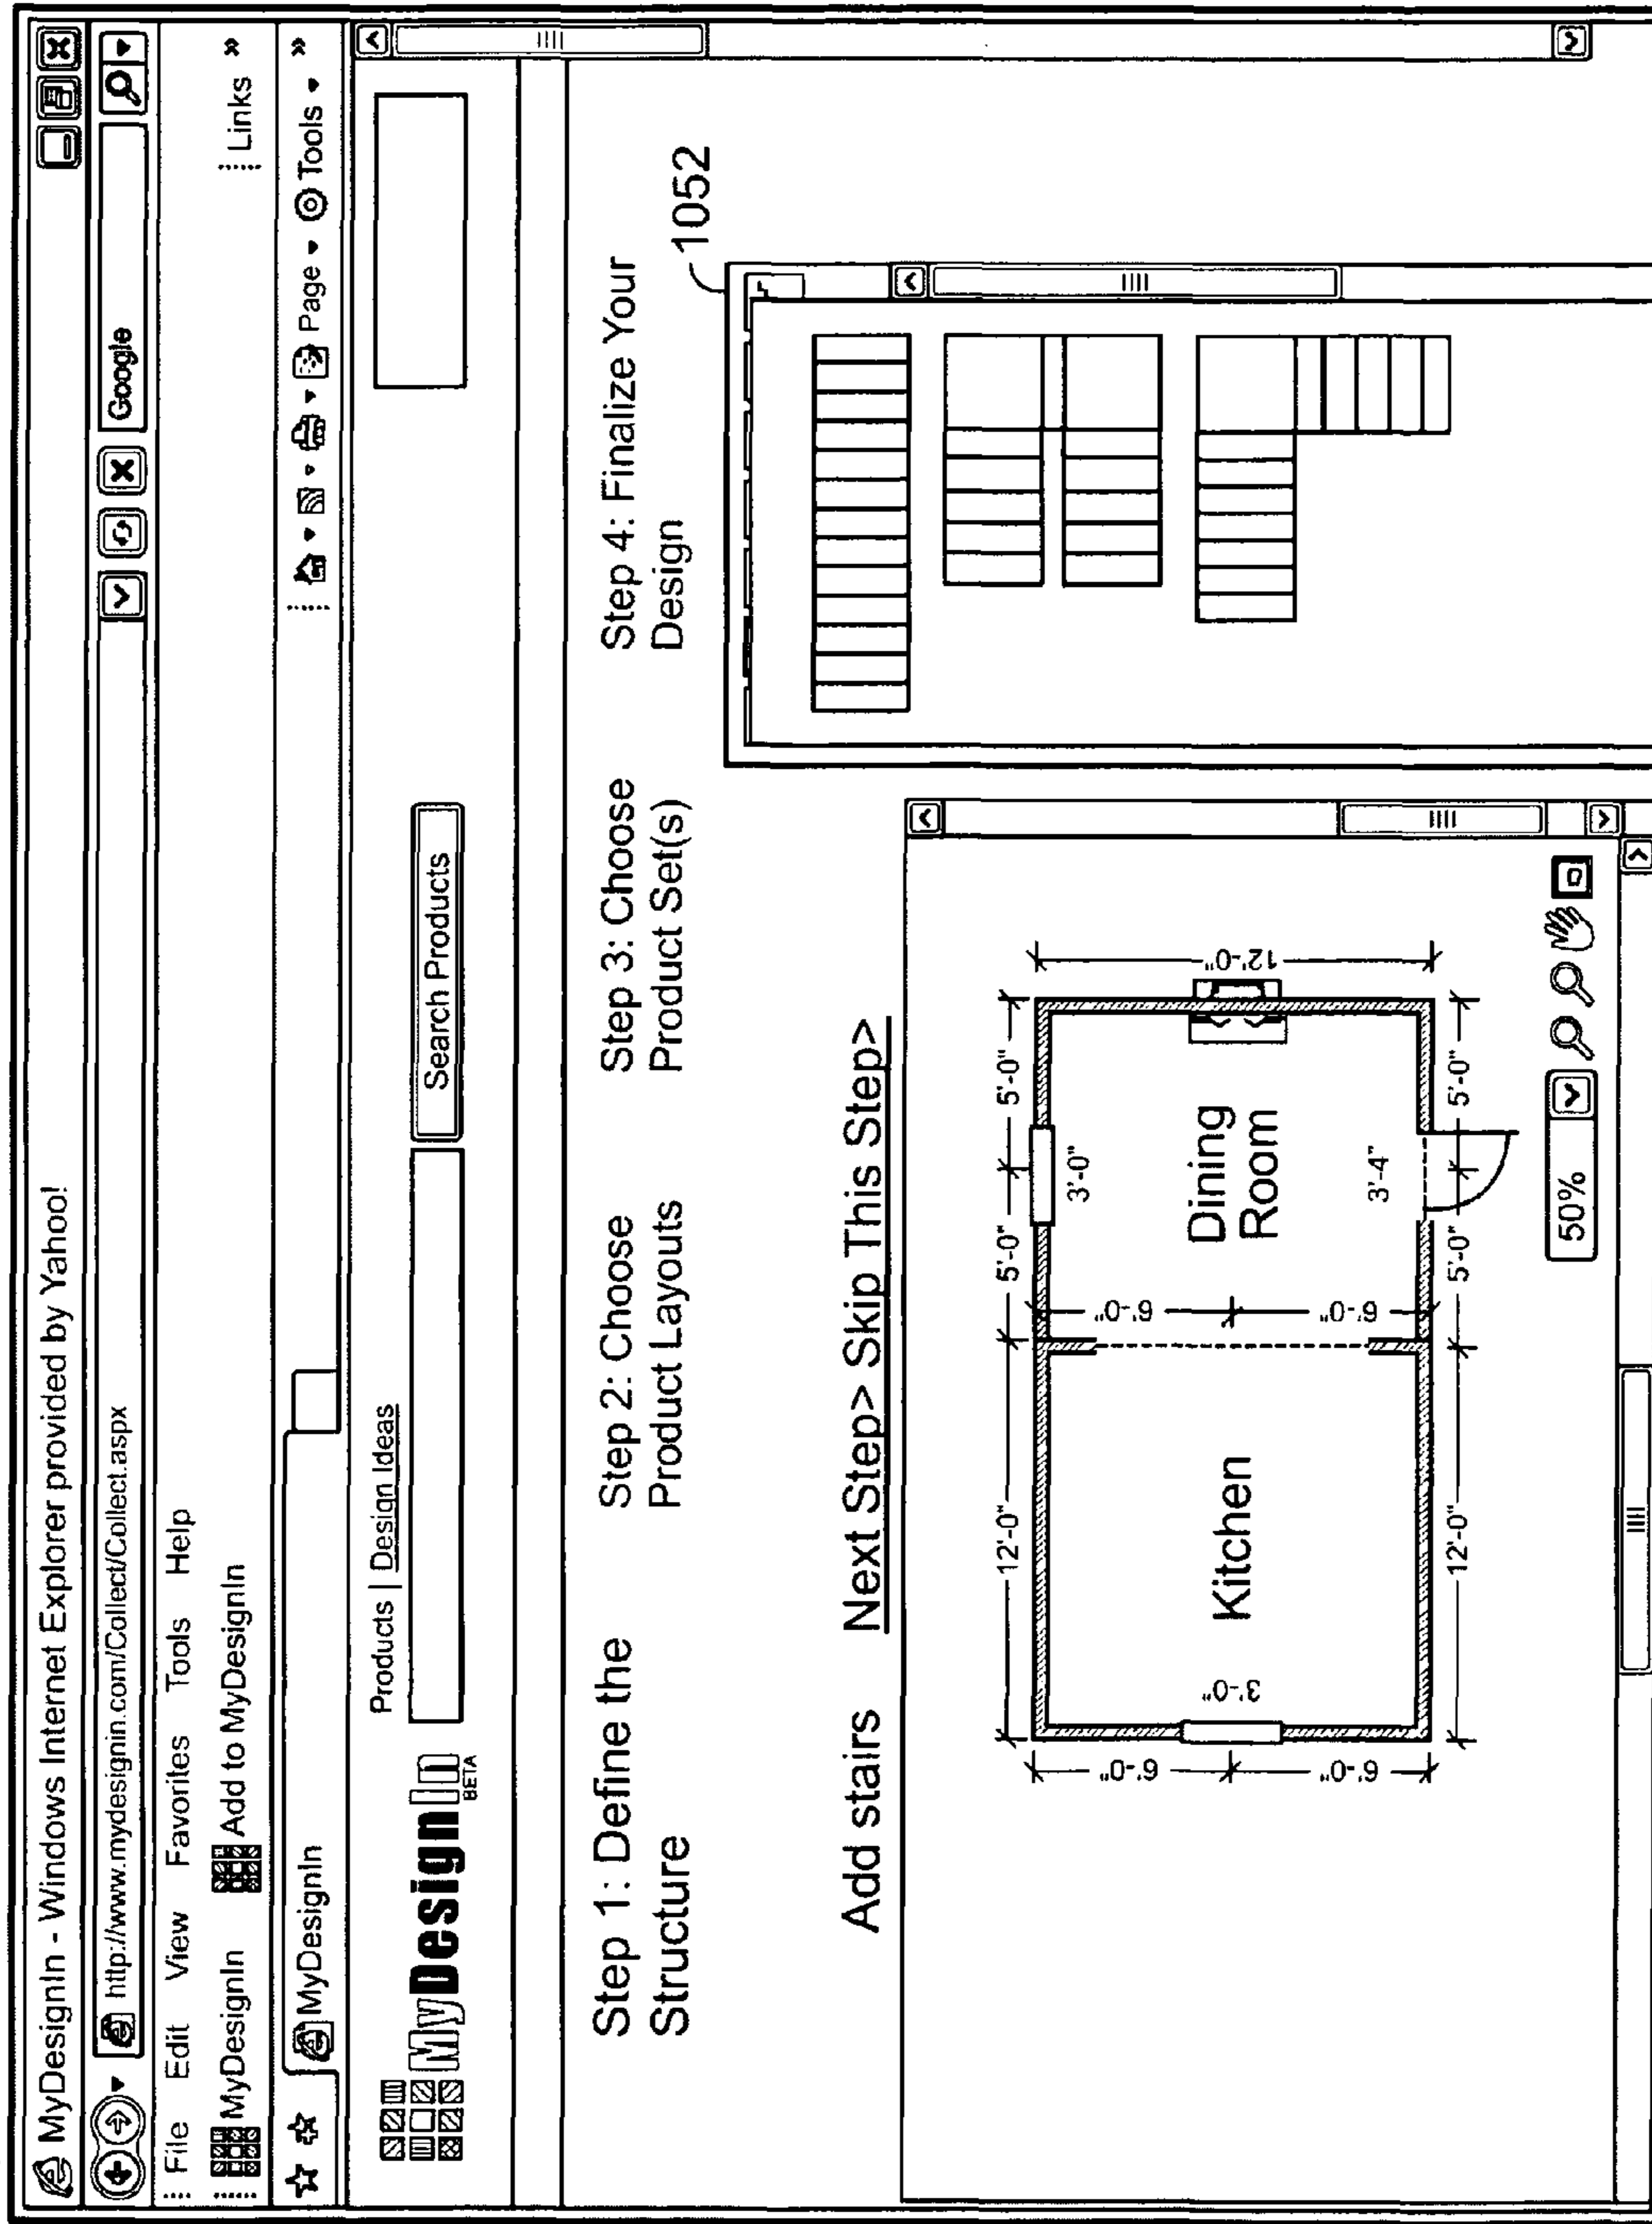 MyDesignIn - Windows Internet Explorer provided by Yahoo!
http://www.mydesignin.com/Collect/Collect.aspx
Google
File Edit View Favorites Tools Help
MyDesignIn Add to MyDesignIn Links »
MyDesignIn Page Tools »
Products | Design Ideas
MyDesignIn BETA Search Products
Step 1: Define the Structure
Step 2: Choose Product Layouts
Step 3: Choose Product Set(s)
Step 4: Finalize Your Design
1052
Add stairs Next Step> Skip This Step>
12'-0" 5'-0" 5'-0"
3'-0"
6'-0" 6'-0"
3'-0"
Kitchen
6'-0" 6'-0"
Dining Room
12'-0"
3'-4"
12'-0" 5'-0" 5'-0"
50%